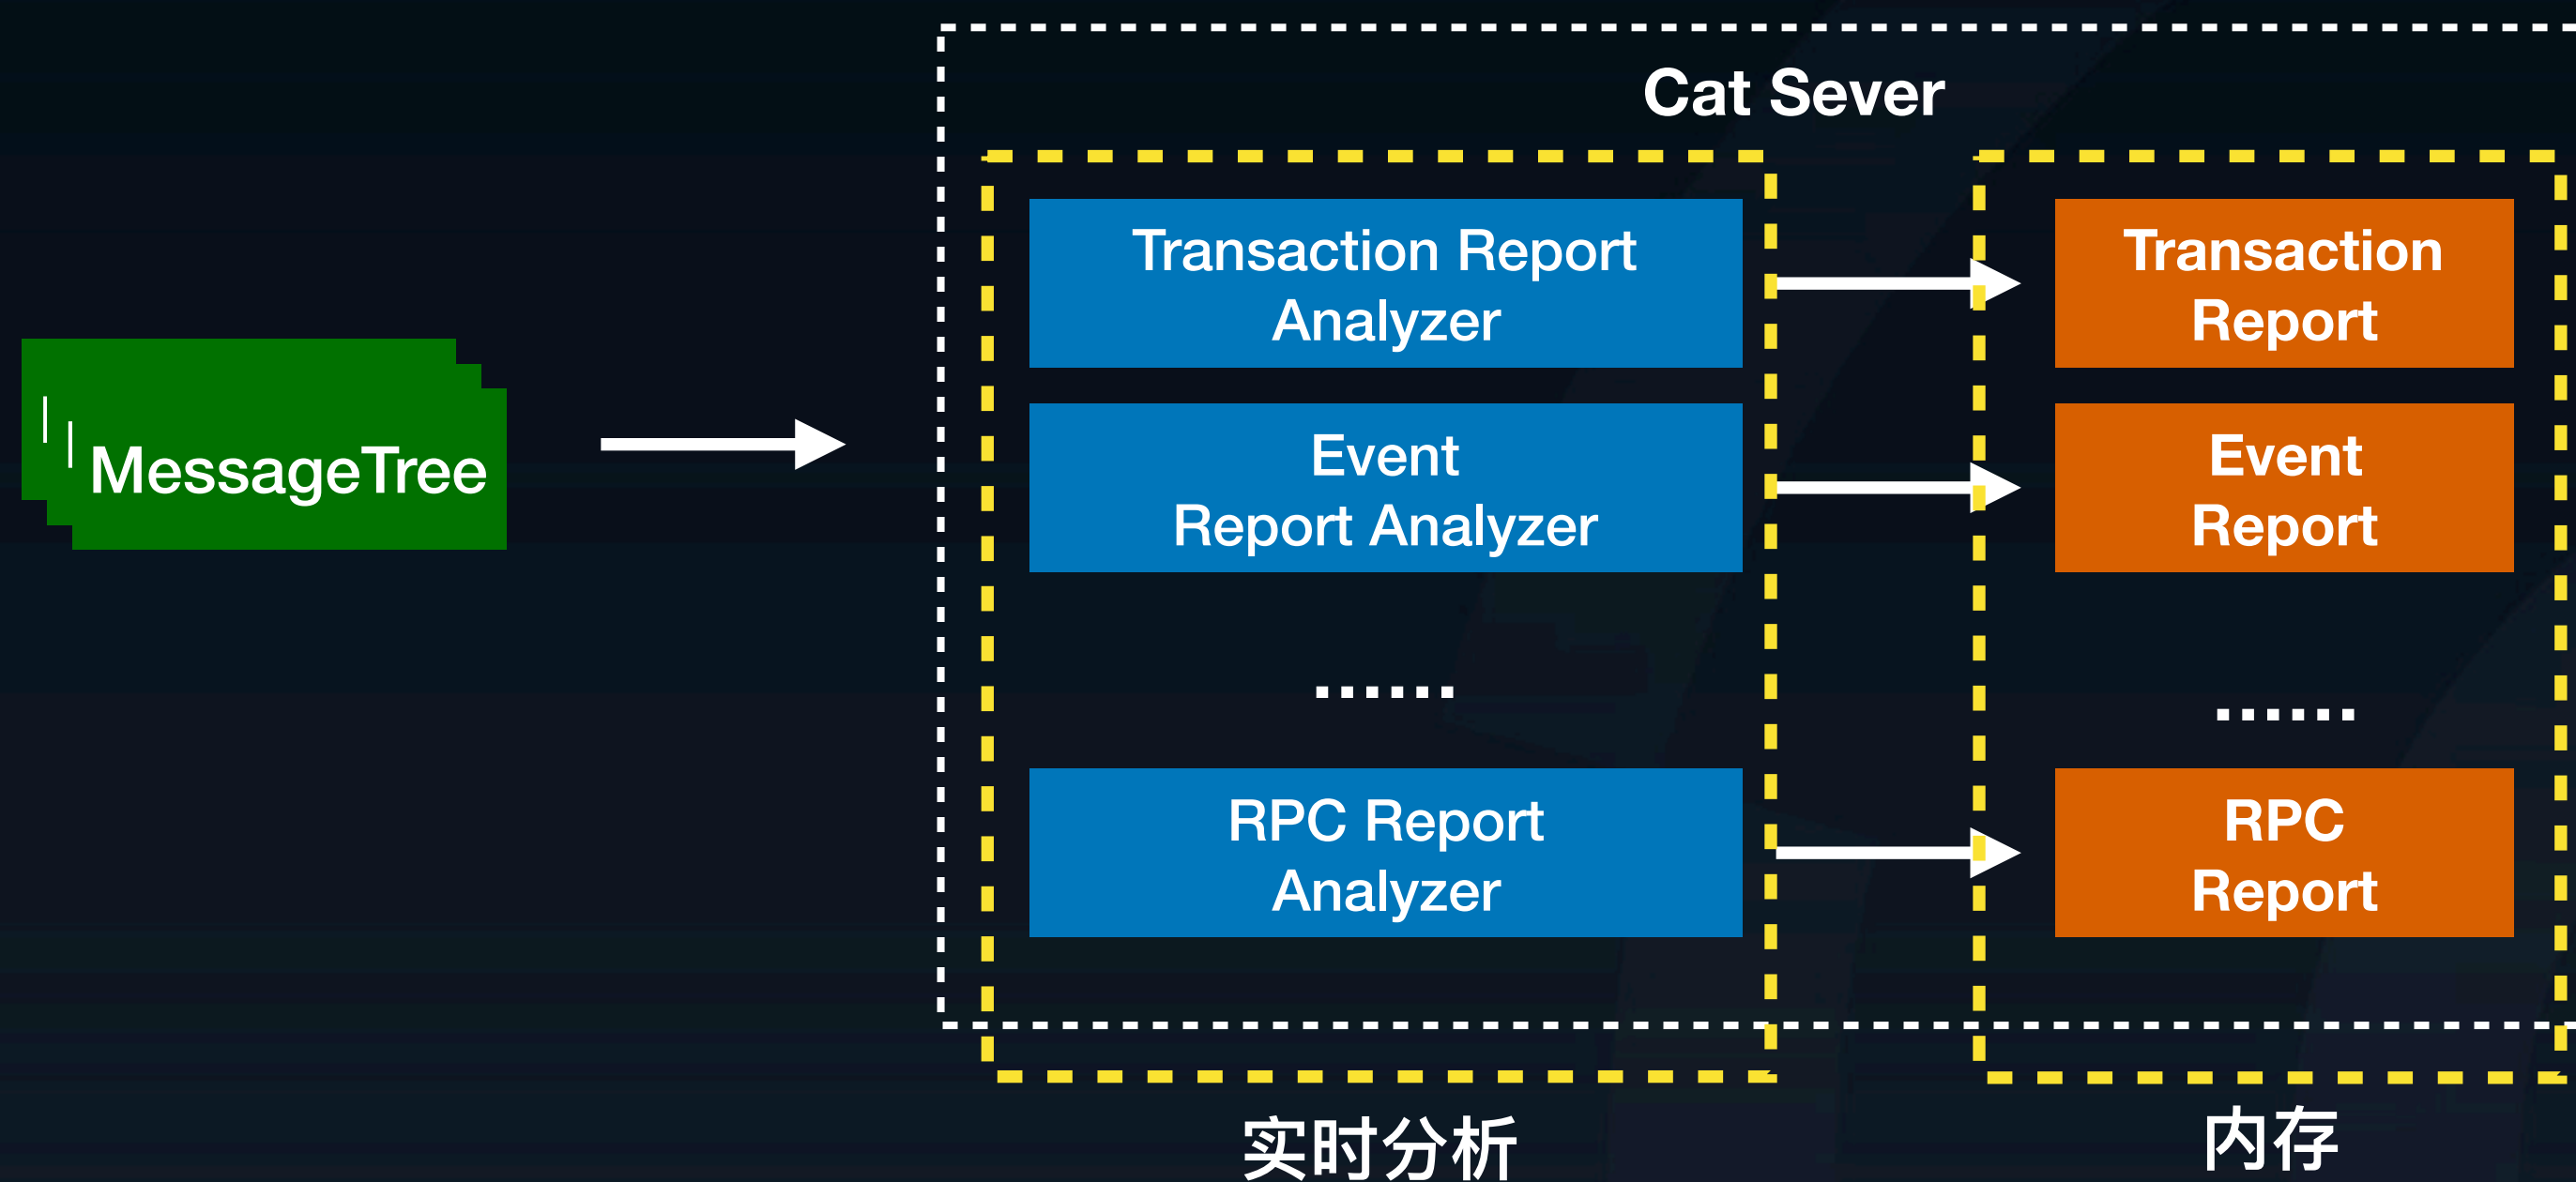 Cat Sever
MessageTree
Transaction Report
Analyzer
Event
Report Analyzer
......
RPC Report
Analyzer
Transaction
Report
Event
Report
......
RPC
Report
实时分析
内存